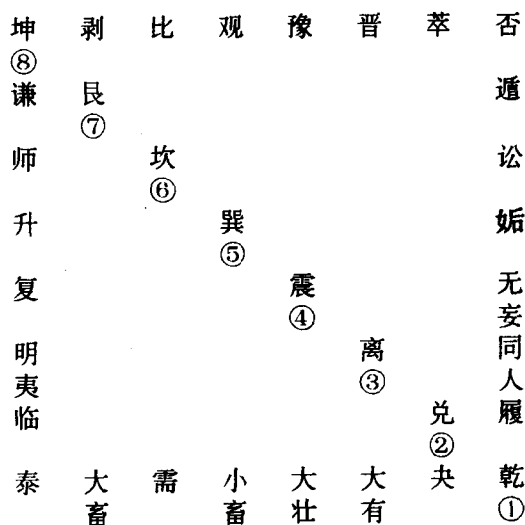 坤 剥 比 观 豫 晋 萃 否
⑧
谦 艮 遁
⑦
师 坎 讼
⑥
升 巽 姤
⑤
复 震 无妄
④
明夷 离 同人
③
临 兑 履
②
泰 大畜 需 小畜 大壮 大有 夬 乾
①